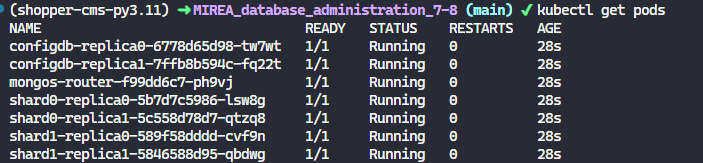 (shopper-cms-py3.11) ➜MIREA_database_administration_7-8 (main) ✓ kubectl get pods
NAME READY STATUS RESTARTS AGE
configdb-replica0-6778d65d98-tw7wt 1/1 Running 0 28s
configdb-replica1-7ffb8b594c-fq22t 1/1 Running 0 28s
mongos-router-f99dd6c7-ph9vj 1/1 Running 0 28s
shard0-replica0-5b7d7c5986-lsw8g 1/1 Running 0 28s
shard0-replica1-5c558d78d7-qtzq8 1/1 Running 0 28s
shard1-replica0-589f58dddd-cvf9n 1/1 Running 0 28s
shard1-replica1-5846588d95-qbdwg 1/1 Running 0 28s